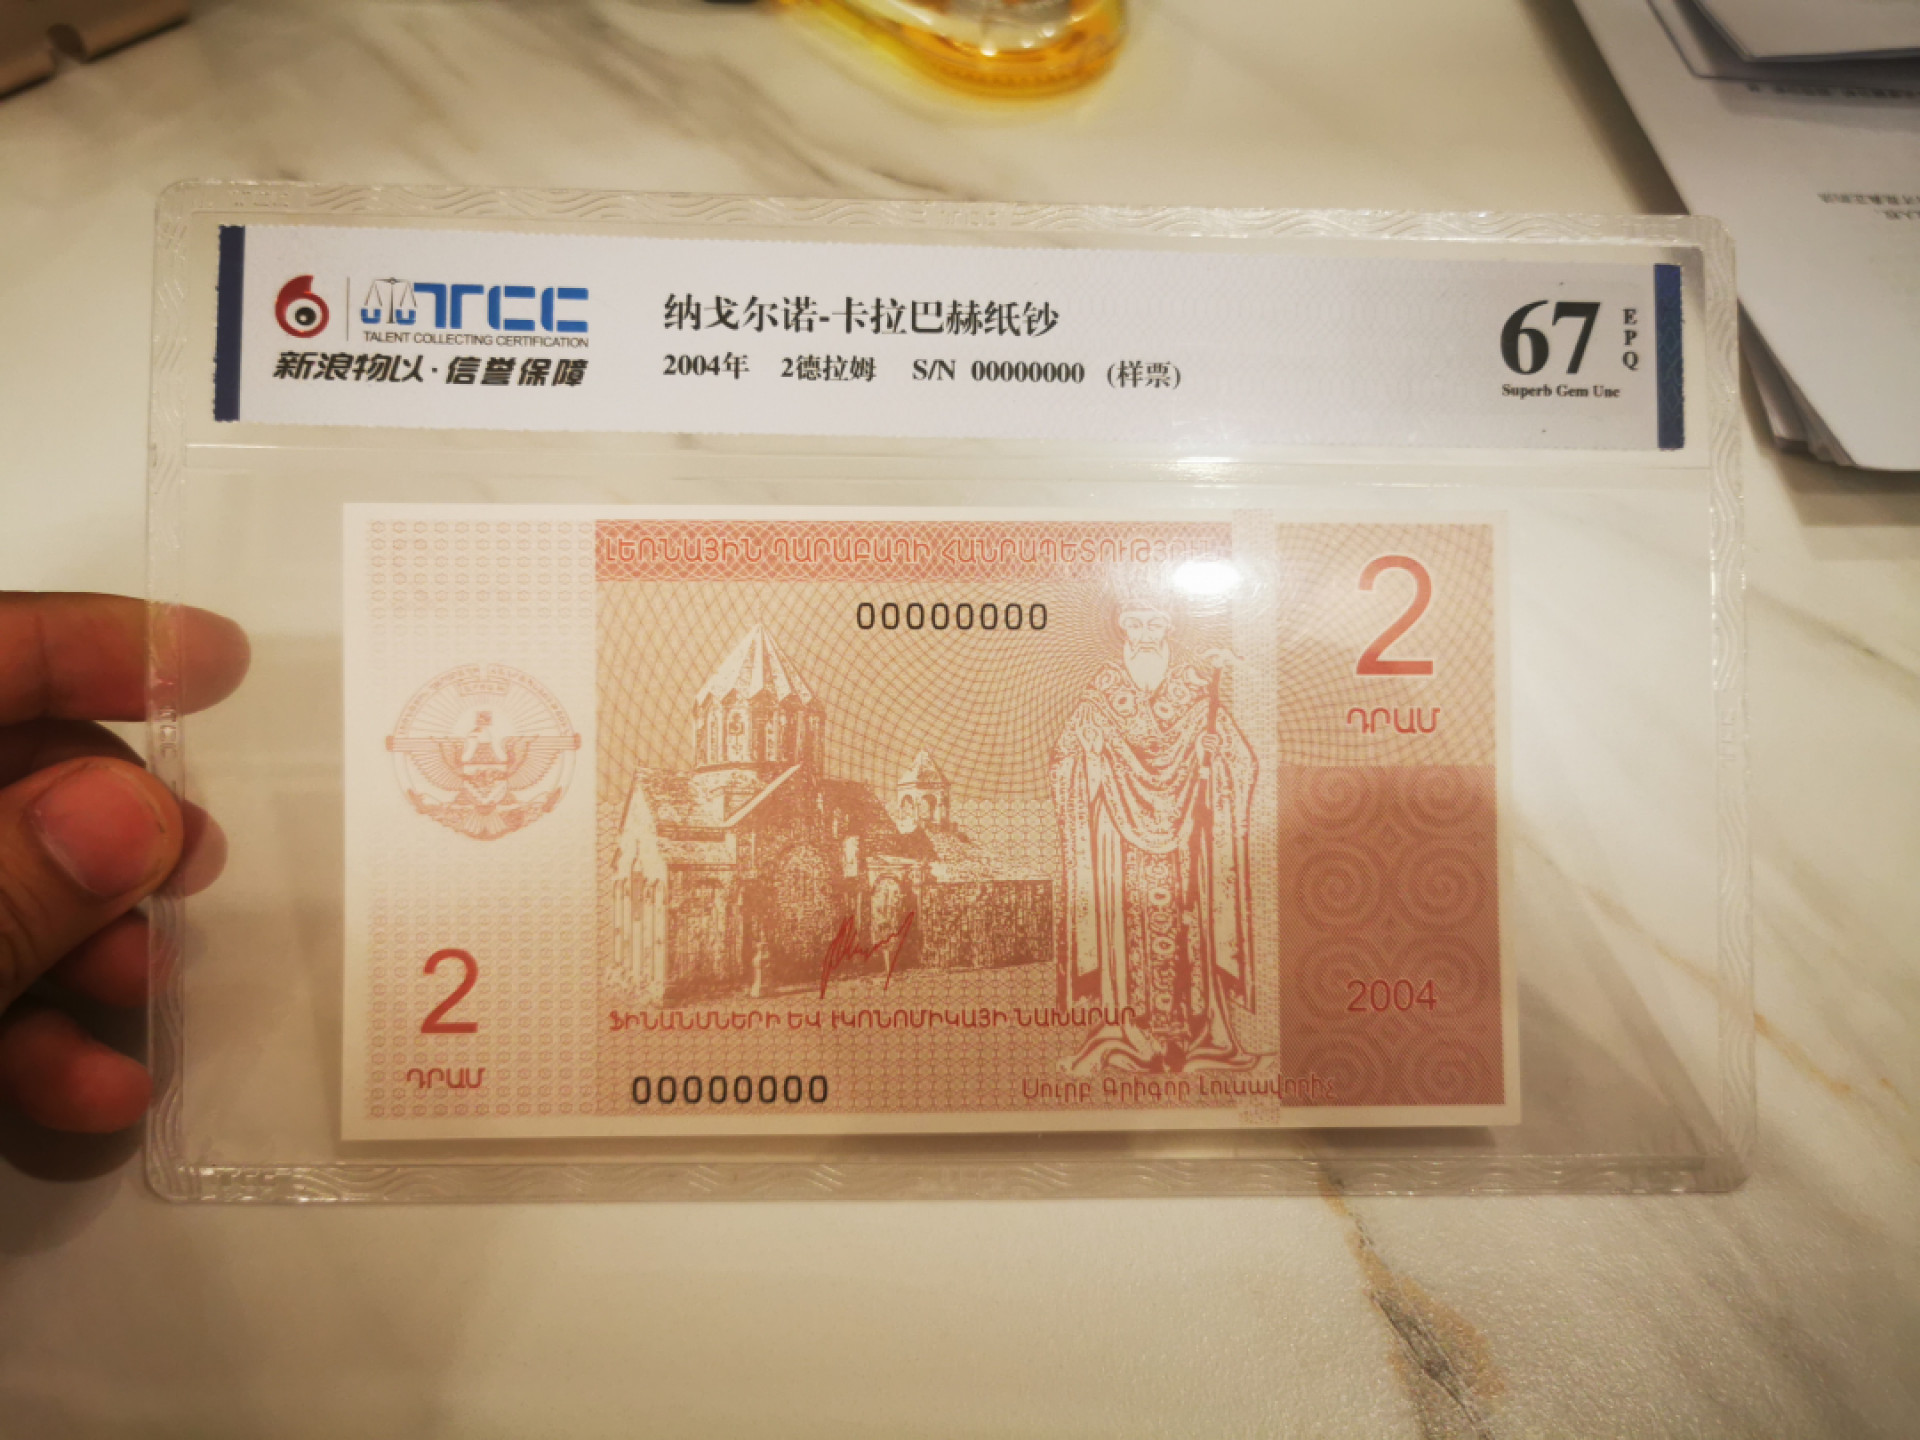 TCC
TALENT COLLECTING CERTIFICATION
新浪物以·信誉保障
纳戈尔诺-卡拉巴赫纸钞
2004年 2德拉姆 S/N 00000000 (样票)
67
EPQ
Superb Gem Unc
ԼԵՌՆԱՅԻՆ ՂԱՐԱԲԱՂԻ ՀԱՆՐԱՊԵՏՈՒԹՅՈՒՆ
00000000
2
ԴՐԱՄ
2004
2
ԴՐԱՄ
ՖԻՆԱՆՍՆԵՐԻ ԵՎ ԷԿՈՆՈՄԻԿԱՅԻ ՆԱԽԱՐԱՐ
00000000
Սուրբ Գրիգոր Լուսավորիչ